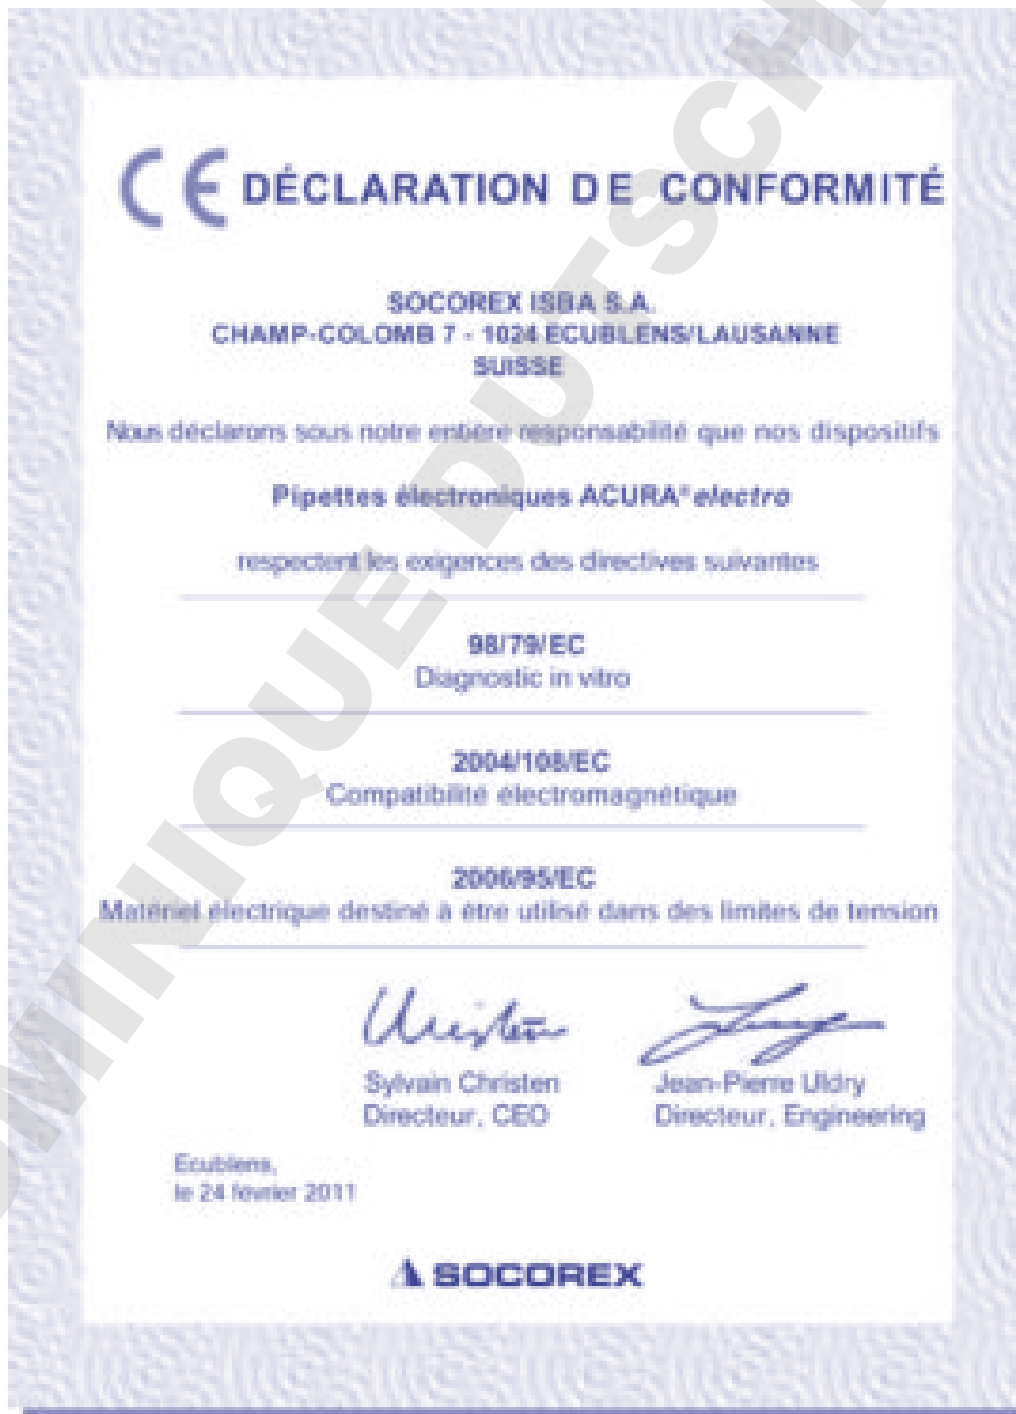 CE DÉCLARATION DE CONFORMITÉ
SOCOREX ISBA S.A.
CHAMP-COLOMB 7 - 1024 ECUBLENS/LAUSANNE
SUISSE
Nous déclarons sous notre entière responsabilité que nos dispositifs
Pipettes électroniques ACURA® electro
respectent les exigences des directives suivantes
98/79/EC
Diagnostic in vitro
2004/108/EC
Compatibilité électromagnétique
2006/95/EC
Matériel électrique destiné à être utilisé dans des limites de tension
Sylvain Christen
Directeur, CEO
Jean-Pierre Uldry
Directeur, Engineering
Ecublens,
le 24 février 2011
SOCOREX
OMINIQUE DUTSCH